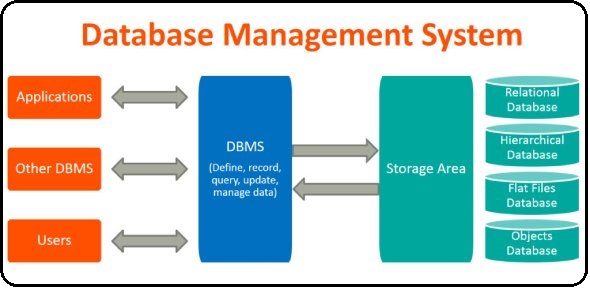 Database Management System
Applications
Other DBMS
Users
DBMS
(Define, record,
query, update,
manage data)
Storage Area
Relational
Database
Hierarchical
Database
Flat Files
Database
Objects
Database